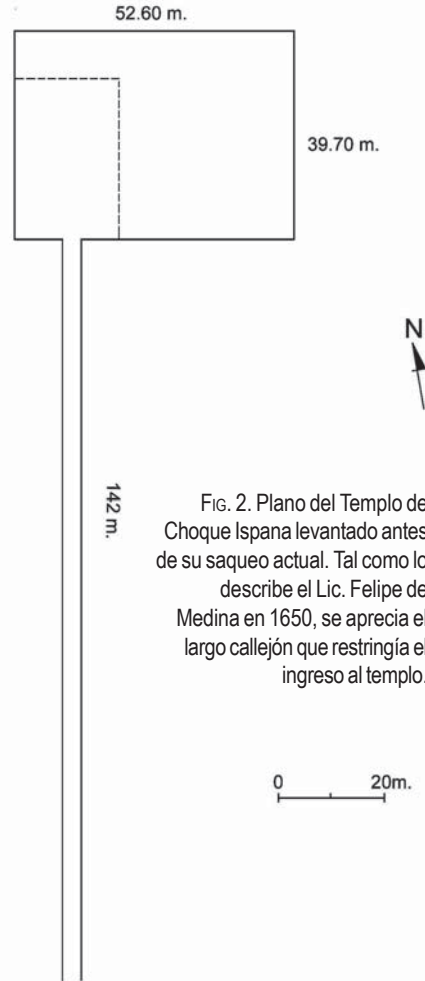 52.60 m.
39.70 m.
N
142 m.
FIG. 2. Plano del Templo de
Choque Ispana levantado antes
de su saqueo actual. Tal como lo
describe el Lic. Felipe de
Medina en 1650, se aprecia el
largo callejón que restringía el
ingreso al templo.
0 20m.